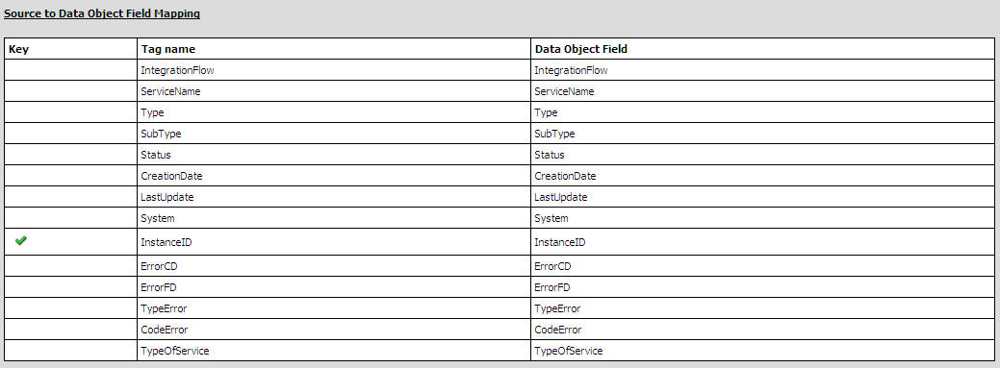 Source to Data Object Field Mapping
Key Tag name Data Object Field
IntegrationFlow IntegrationFlow
ServiceName ServiceName
Type Type
SubType SubType
Status Status
CreationDate CreationDate
LastUpdate LastUpdate
System System
InstanceID InstanceID
ErrorCD ErrorCD
ErrorFD ErrorFD
TypeError TypeError
CodeError CodeError
TypeOfService TypeOfService